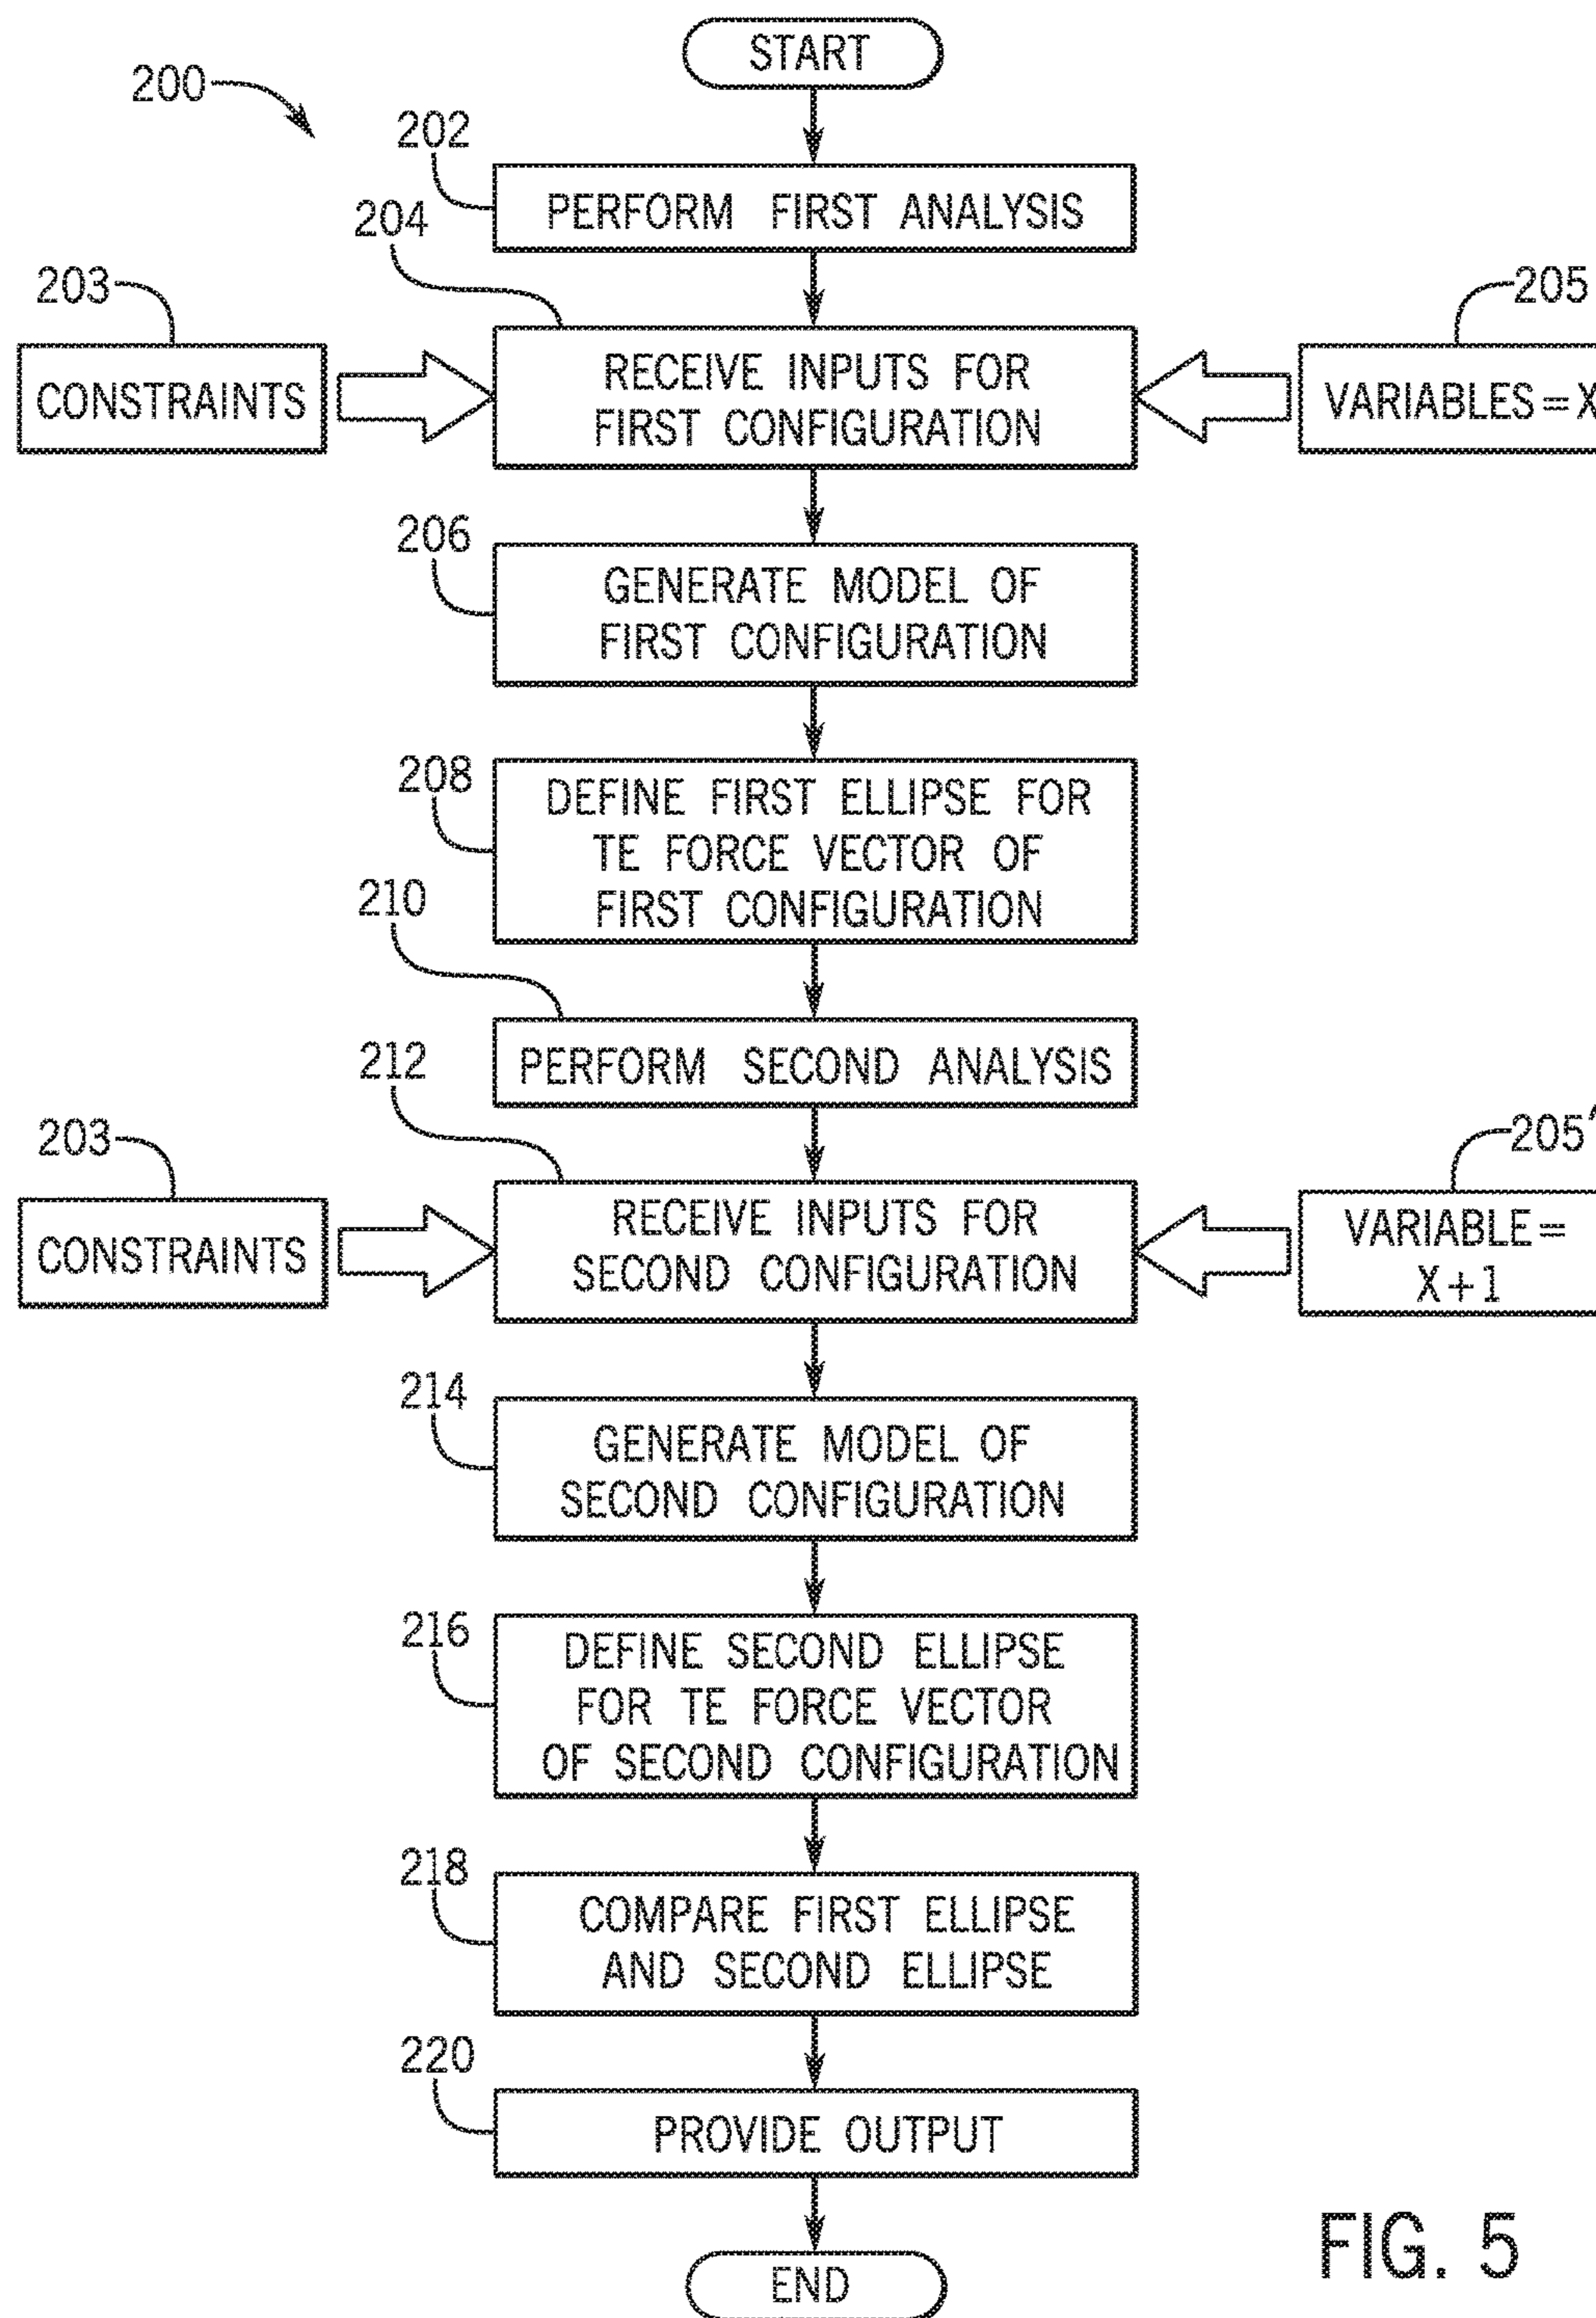 START
200
202
PERFORM FIRST ANALYSIS
204
203
205
CONSTRAINTS
RECEIVE INPUTS FOR
FIRST CONFIGURATION
VARIABLES = X
206
GENERATE MODEL OF
FIRST CONFIGURATION
208
DEFINE FIRST ELLIPSE FOR
TE FORCE VECTOR OF
FIRST CONFIGURATION
210
PERFORM SECOND ANALYSIS
212
203
205'
CONSTRAINTS
RECEIVE INPUTS FOR
SECOND CONFIGURATION
VARIABLE =
X + 1
214
GENERATE MODEL OF
SECOND CONFIGURATION
216
DEFINE SECOND ELLIPSE
FOR TE FORCE VECTOR
OF SECOND CONFIGURATION
218
COMPARE FIRST ELLIPSE
AND SECOND ELLIPSE
220
PROVIDE OUTPUT
END
FIG. 5